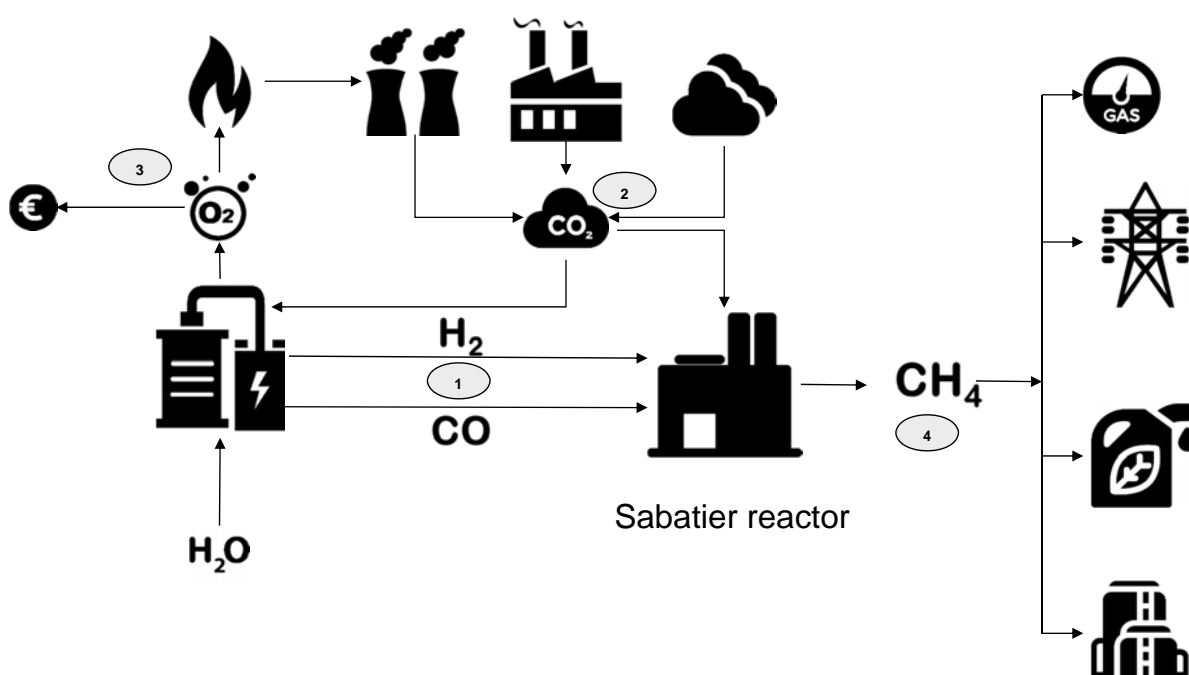 GAS
3
2
€
O₂
CO₂
H₂
1
CH₄
CO
4
Sabatier reactor
H₂O